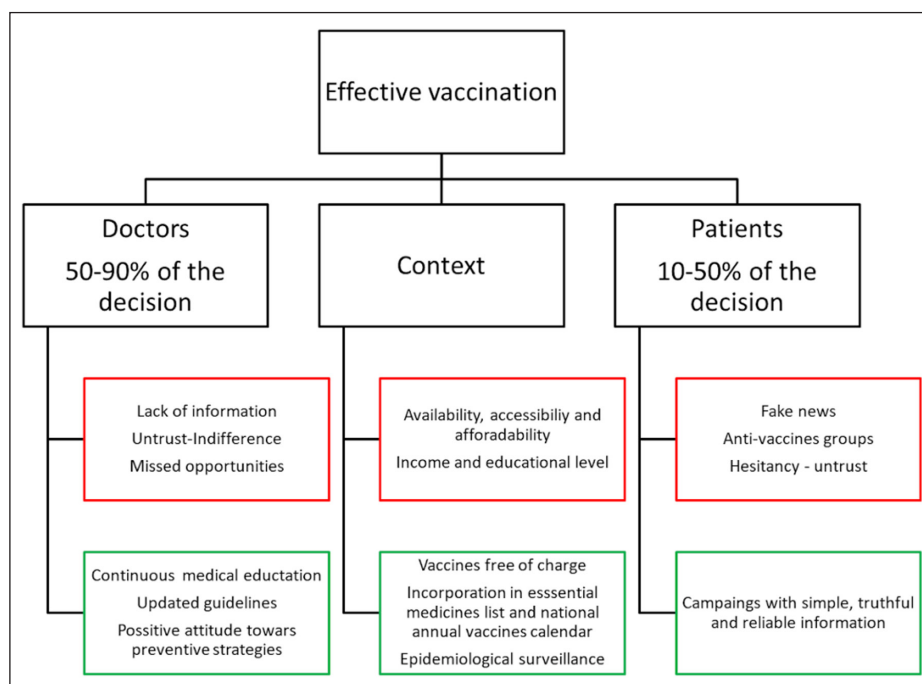 Effective vaccination
Doctors
50-90% of the
decision
Context
Patients
10-50% of the
decision
Lack of information
Untrust-Indifference
Missed opportunities
Availability, accessibiliy and
afforadability
Income and educational level
Fake news
Anti-vaccines groups
Hesitancy - untrust
Continuous medical eductation
Updated guidelines
Possitive attitude towars
preventive strategies
Vaccines free of charge
Incorporation in esssential
medicines list and national
annual vaccines calendar
Epidemiological surveillance
Campaings with simple, truthful
and reliable information